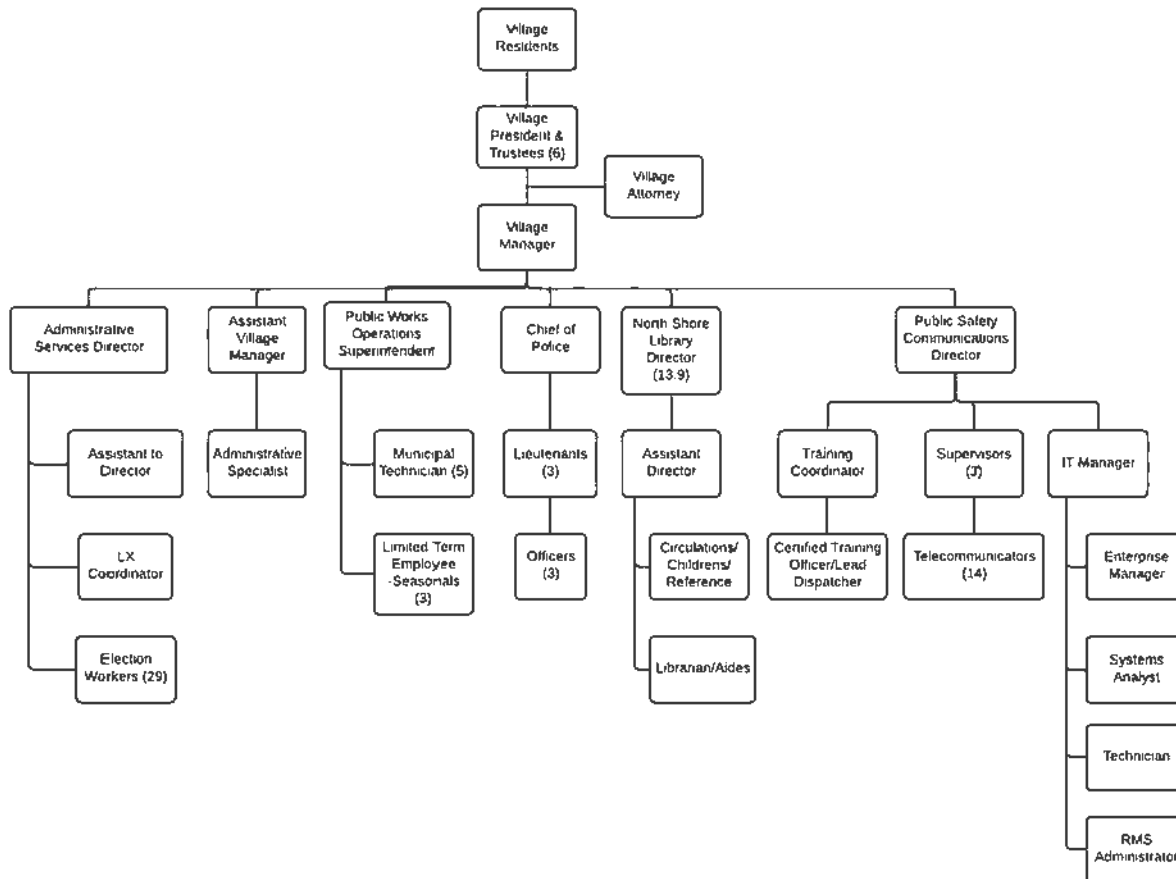 Village
Residents
Village
President &
Trustees (6)
Village
Attorney
Village
Manager
Administrative
Services Director
Assistant
Village
Manager
Public Works
Operations
Superintendent
Chief of
Police
North Shore
Library
Director
(13.9)
Public Safety
Communications
Director
Assistant to
Director
Administrative
Specialist
Municipal
Technician (5)
Lieutenants
(3)
Assistant
Director
Training
Coordinator
Supervisors
(3)
IT Manager
LX
Coordinator
Limited Term
Employee
-Seasonals
(3)
Officers
(3)
Circulations/
Childrens/
Reference
Certified Training
Officer/Lead
Dispatcher
Telecommunicators
(14)
Enterprise
Manager
Election
Workers (29)
Librarian/Aides
Systems
Analyst
Technician
RMS
Administrator